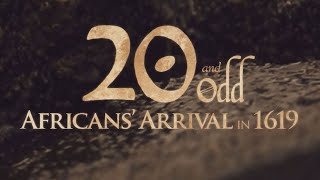 20 and odd
AFRICANS' ARRIVAL IN 1619